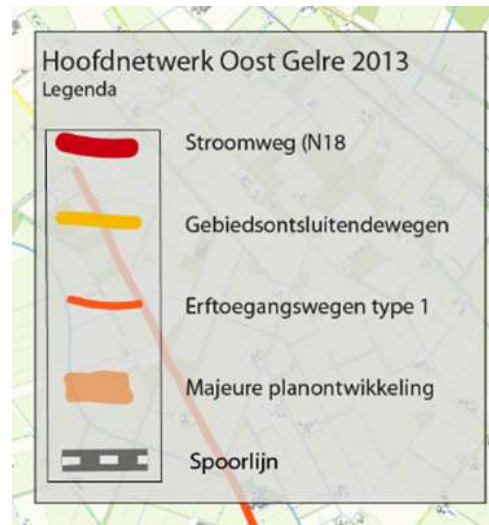 Hoofdnetwerk Oost Gelre 2013
Legenda
Stroomweg (N18
Gebiedsontsluitendewegen
Erftoegangswegen type 1
Majeure planontwikkeling
Spoorlijn